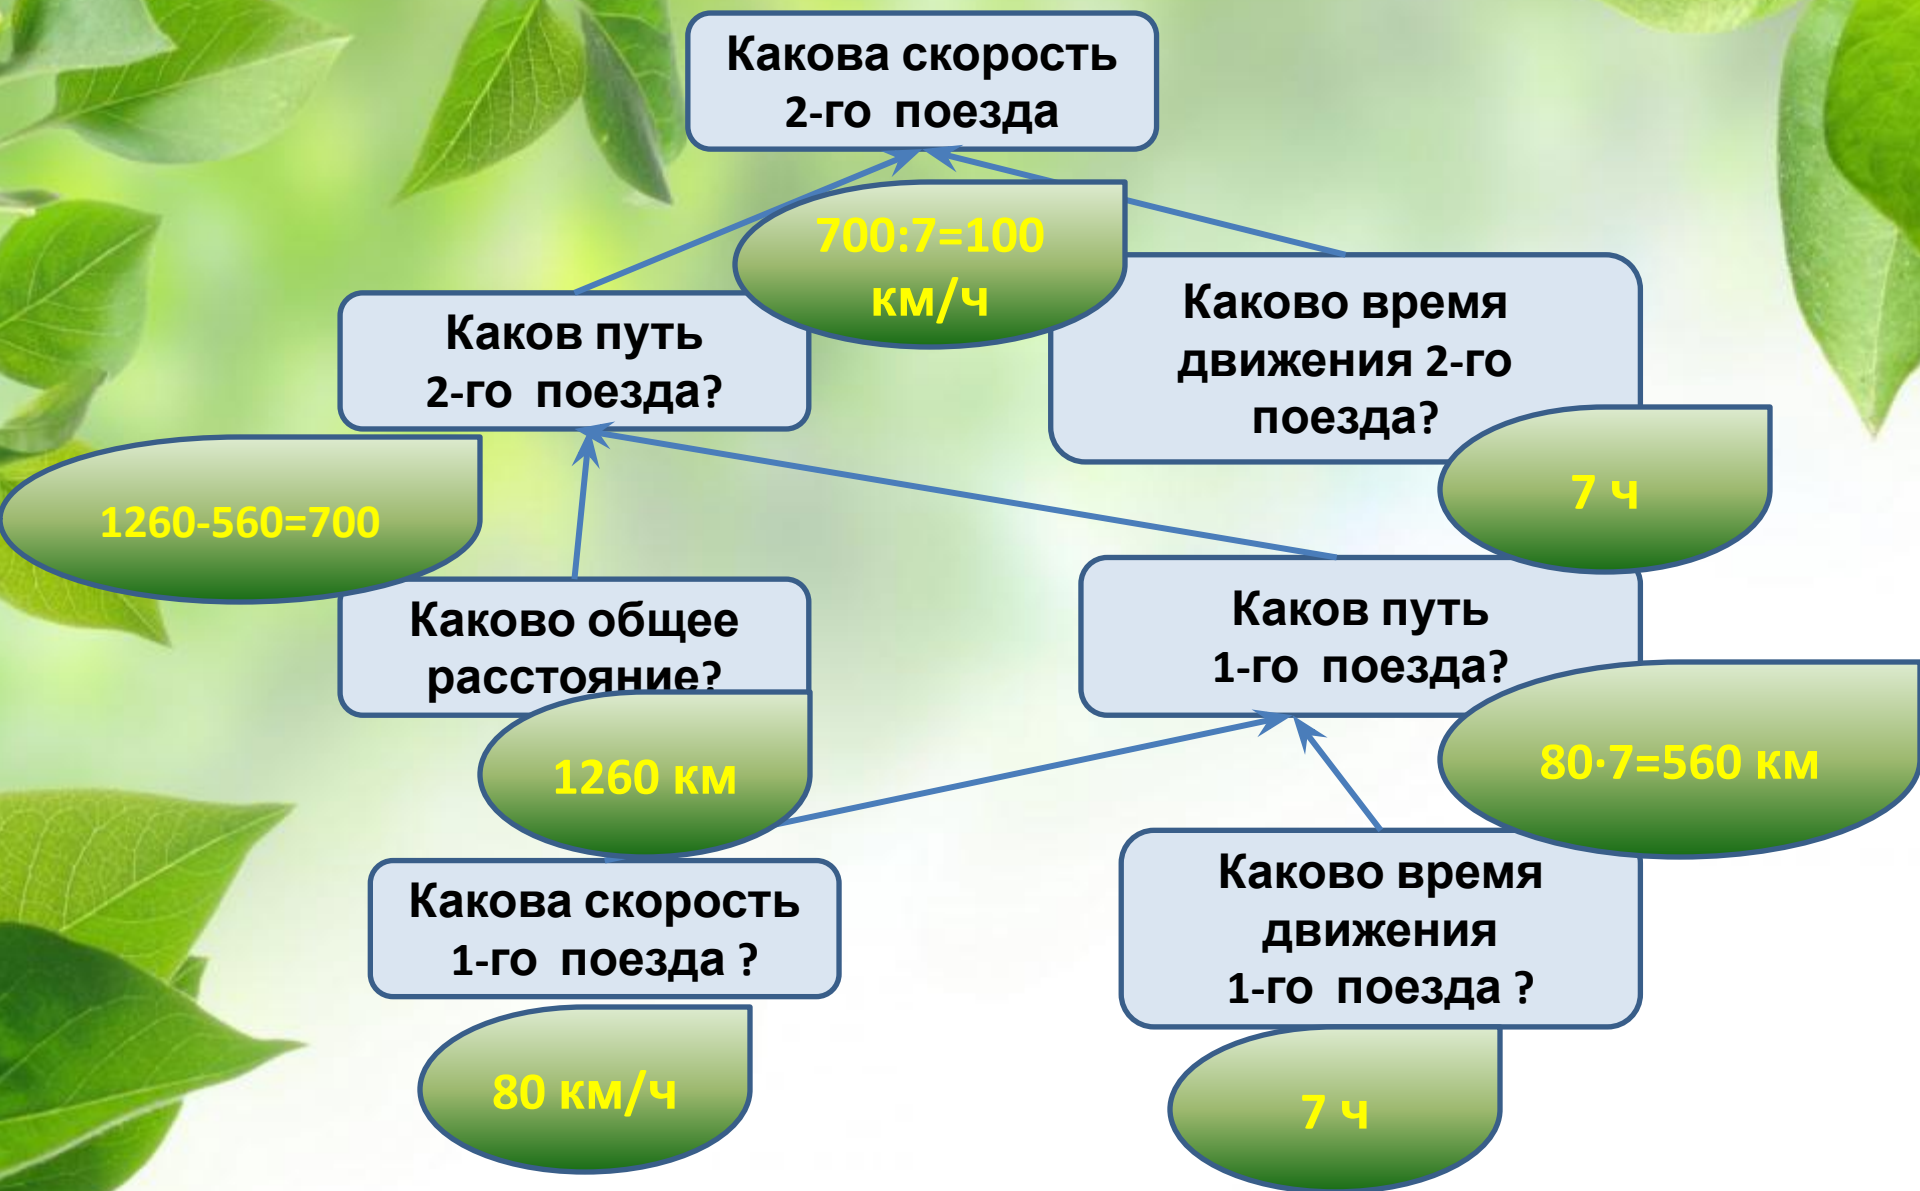 Какова скорость
2-го поезда
700:7=100
км/ч
Каков путь
2-го поезда?
Каково время
движения 2-го
поезда?
7 ч
1260-560=700
Каково общее
расстояние?
1260 км
Каков путь
1-го поезда?
80·7=560 км
Какова скорость
1-го поезда ?
80 км/ч
Каково время
движения
1-го поезда ?
7 ч